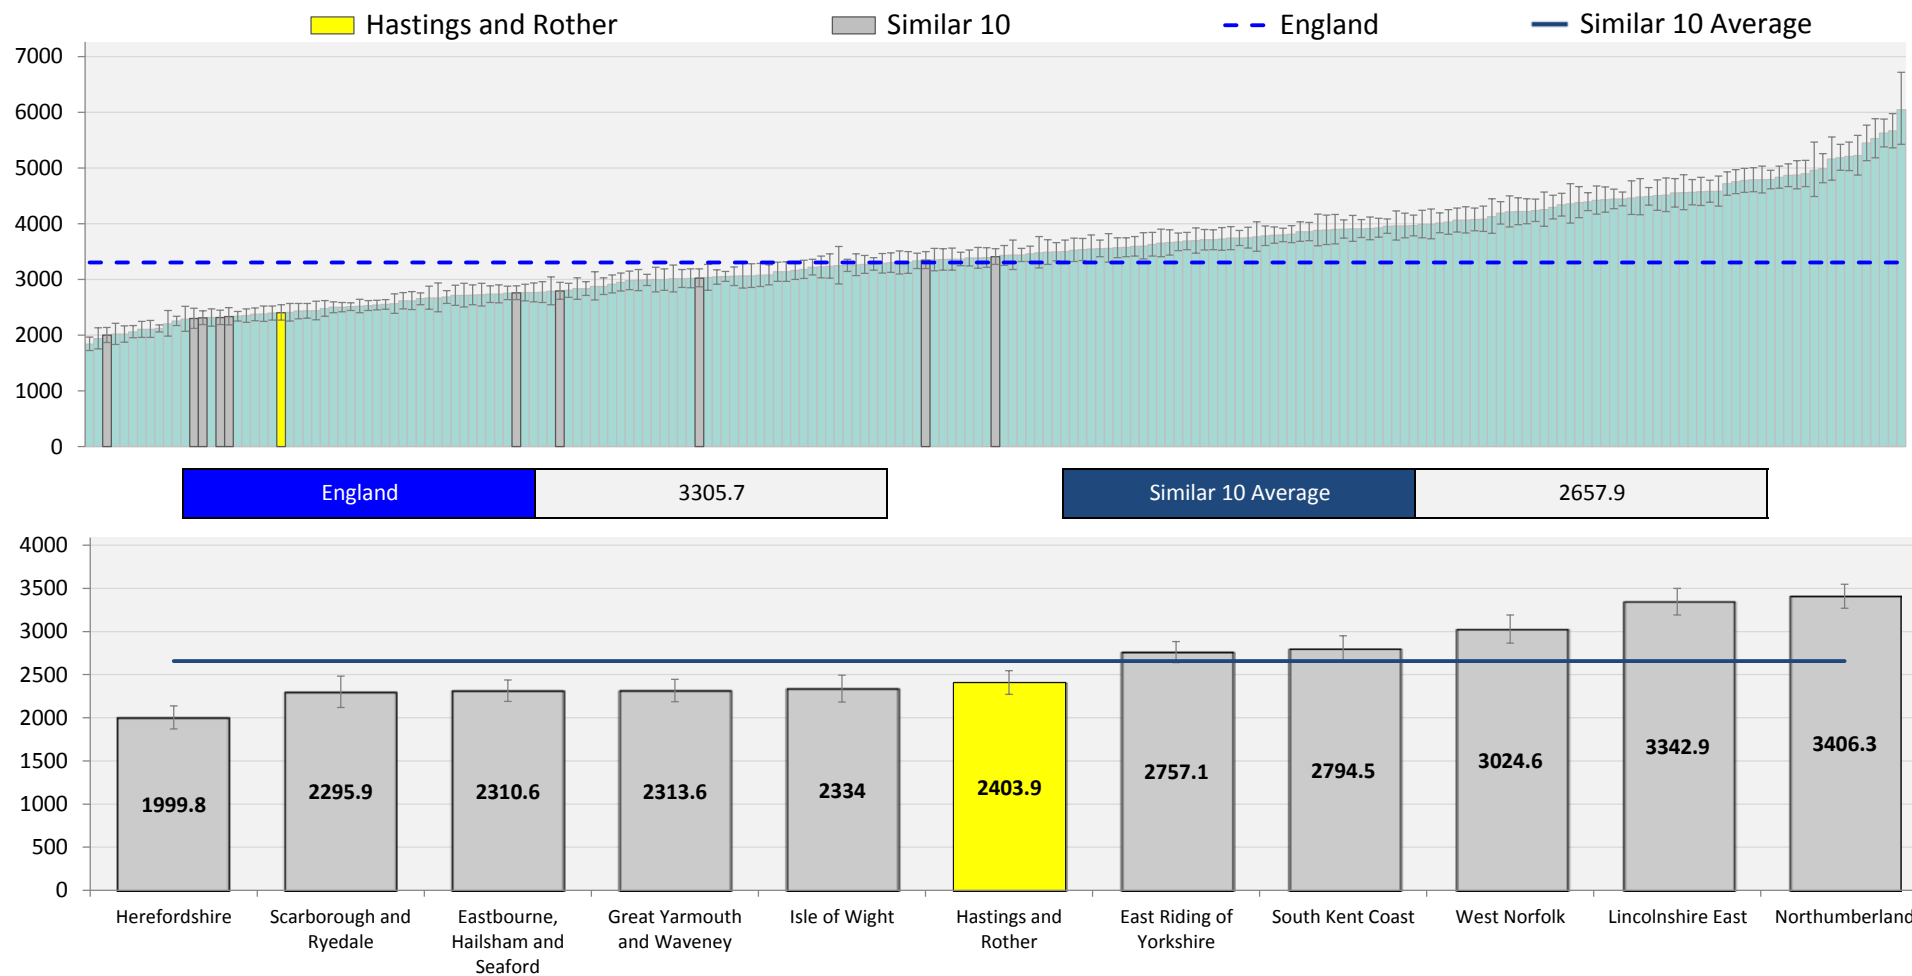 Hastings and Rother
Similar 10
England
Similar 10 Average
7000
6000
5000
4000
3000
2000
1000
0
England
3305.7
Similar 10 Average
2657.9
4000
3500
3000
2500
2000
1500
1000
500
0
1999.8
2295.9
2310.6
2313.6
2334
2403.9
2757.1
2794.5
3024.6
3342.9
3406.3
Herefordshire
Scarborough and
Ryedale
Eastbourne,
Hailsham and
Seaford
Great Yarmouth
and Waveney
Isle of Wight
Hastings and
Rother
East Riding of
Yorkshire
South Kent Coast
West Norfolk
Lincolnshire East
Northumberland